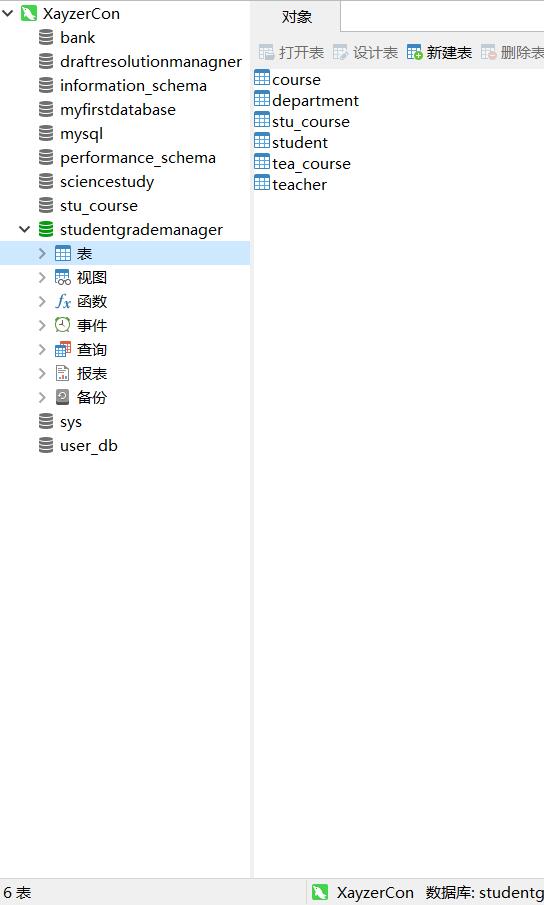 XayzerCon
bank
draftresolutionmanagner
information_schema
myfirstdatabase
mysql
performance_schema
sciencestudy
stu_course
studentgrademanager
表
视图
fx 函数
事件
查询
报表
备份
sys
user_db
对象
打开表 设计表 新建表 删除表
course
department
stu_course
student
tea_course
teacher
6 表 XayzerCon 数据库: studentg